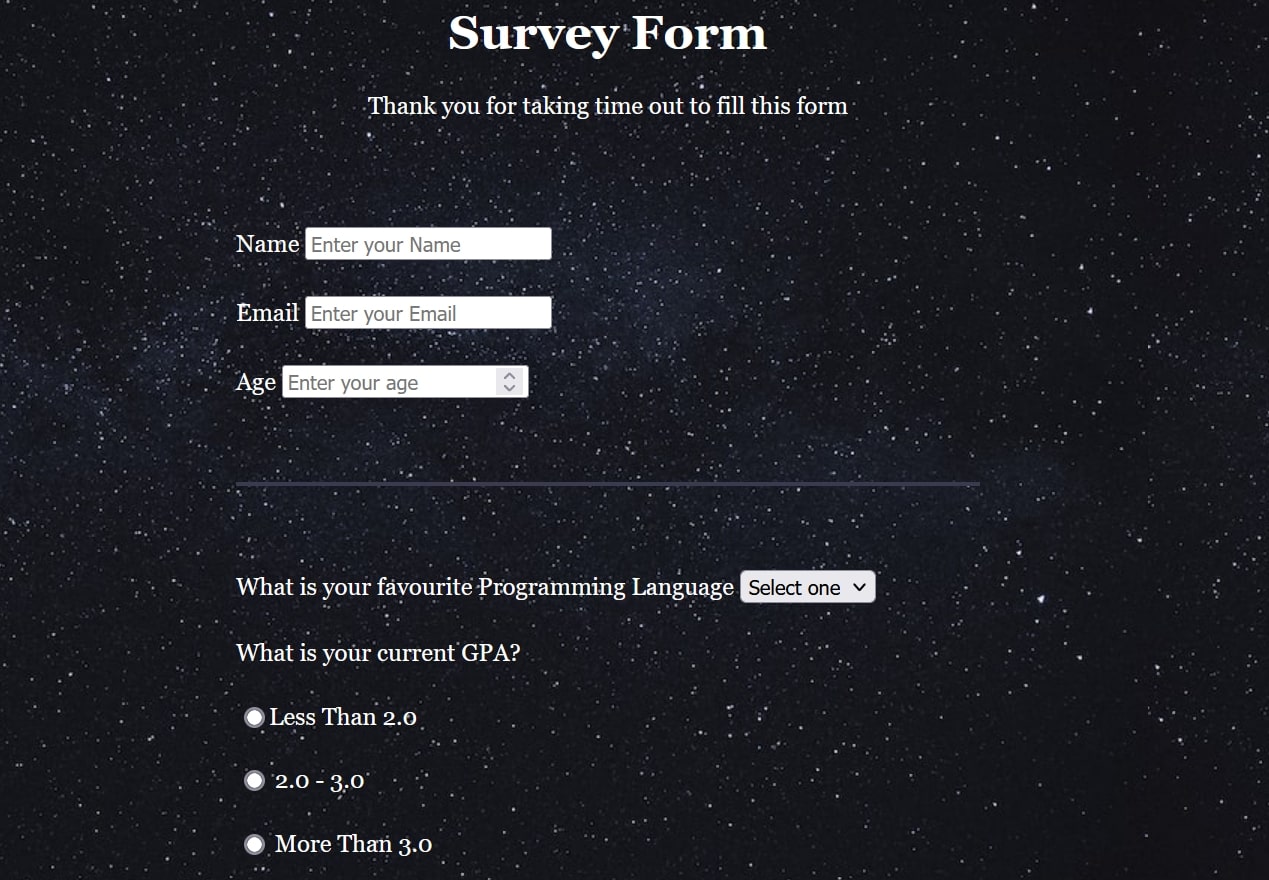 Survey Form
Thank you for taking time out to fill this form
Name Enter your Name
Email Enter your Email
Age Enter your age
What is your favourite Programming Language Select one
What is your current GPA?
Less Than 2.0
2.0 - 3.0
More Than 3.0